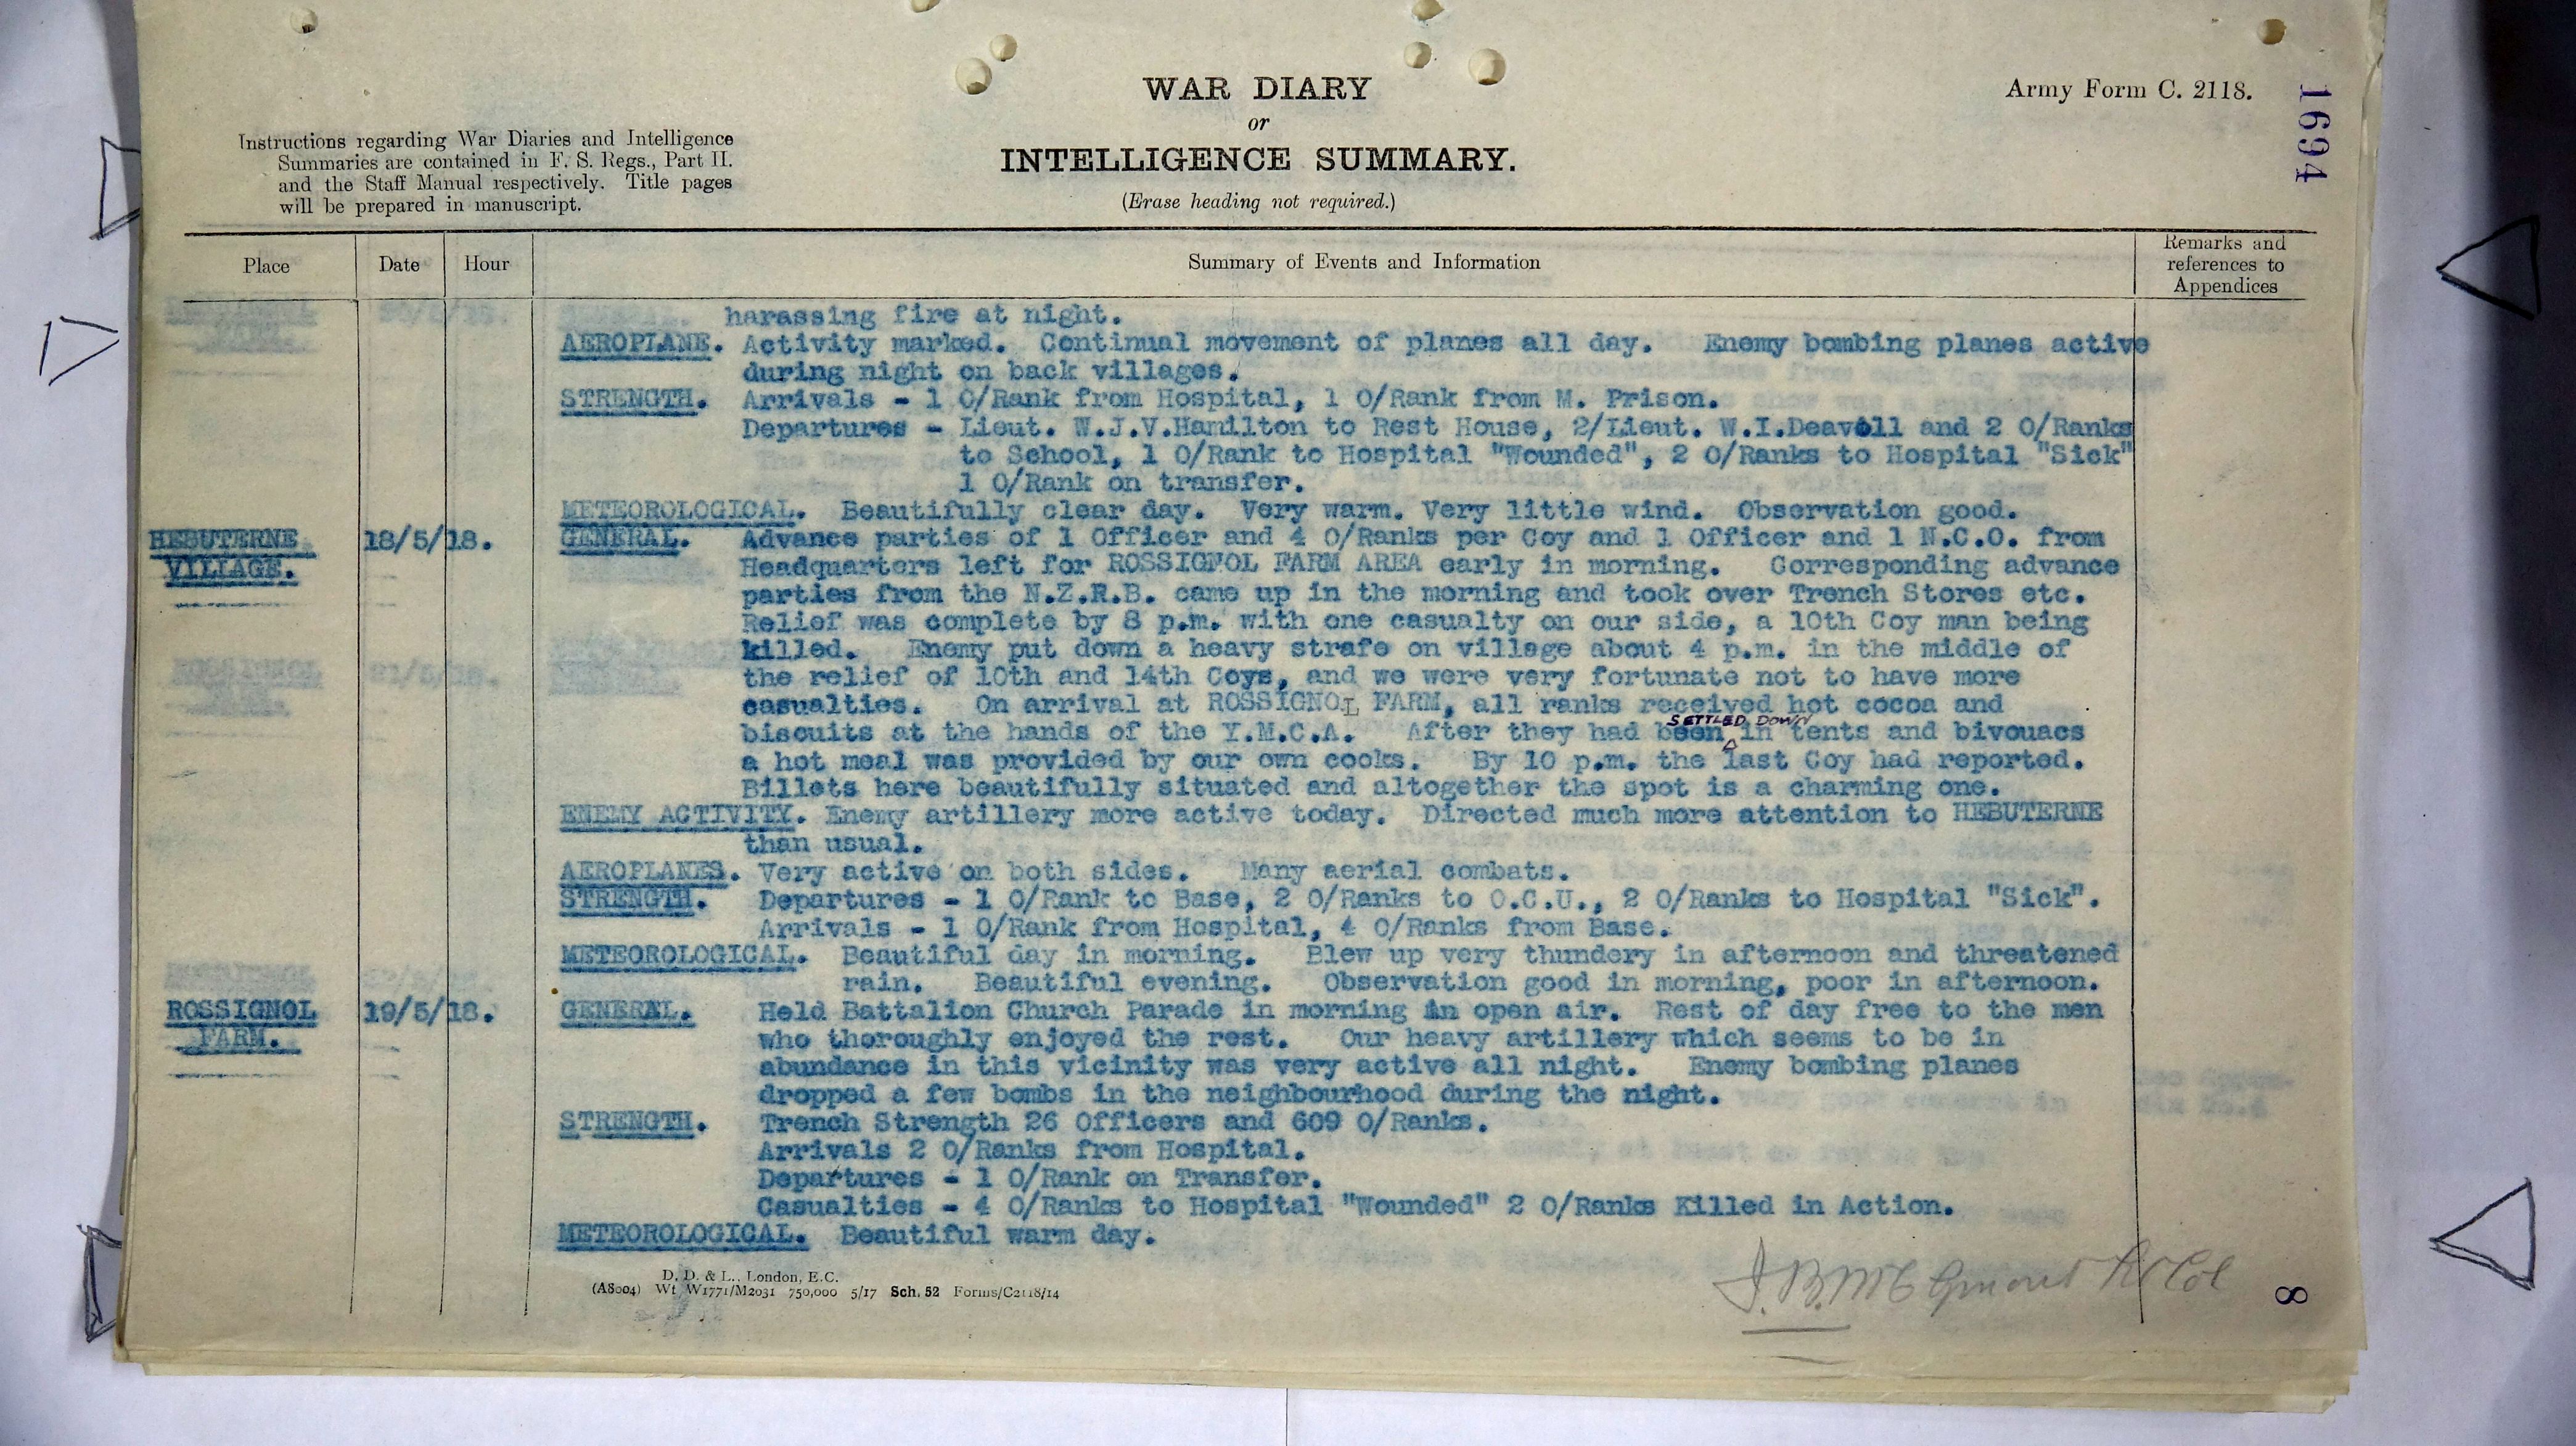 WAR DIARY
or
INTELLIGENCE SUMMARY.
(Erase heading not required.)
Army Form C. 2118.
1694
Instructions regarding War Diaries and Intelligence
Summaries are contained in F. S. Regs., Part II.
and the Staff Manual respectively. Title pages
will be prepared in manuscript.
Place
Date
Hour
Summary of Events and Information
Remarks and
references to
Appendices
harassing fire at night.
AEROPLANE. Activity marked. Continual movement of planes all day. Enemy bombing planes active
during night on back villages.
STRENGTH. Arrivals - 1 O/Rank from Hospital, 1 O/Rank from M. Prison.
Departures - Lieut. W.J.V.Hamilton to Rest House, 2/Lieut. W.I.Deavoll and 2 O/Ranks
to School, 1 O/Rank to Hospital "Wounded", 2 O/Ranks to Hospital "Sick"
1 O/Rank on transfer.
METEOROLOGICAL. Beautifully clear day. Very warm. Very little wind. Observation good.
HEBUTERNE 18/5/18. GENERAL. Advance parties of 1 Officer and 4 O/Ranks per Coy and 1 Officer and 1 N.C.O. from
VILLAGE. Headquarters left for ROSSIGNOL FARM AREA early in morning. Corresponding advance
parties from the N.Z.R.B. came up in the morning and took over Trench Stores etc.
Relief was complete by 8 p.m. with one casualty on our side, a 10th Coy man being
killed. Enemy put down a heavy strafe on village about 4 p.m. in the middle of
the relief of 10th and 14th Coys, and we were very fortunate not to have more
casualties. On arrival at ROSSIGNOL FARM, all ranks received hot cocoa and
biscuits at the hands of the Y.M.C.A. After they had been SETTLED DOWN in tents and bivouacs
a hot meal was provided by our own cooks. By 10 p.m. the last Coy had reported.
Billets here beautifully situated and altogether the spot is a charming one.
ENEMY ACTIVITY. Enemy artillery more active today. Directed much more attention to HEBUTERNE
than usual.
AEROPLANES. Very active on both sides. Many aerial combats.
STRENGTH. Departures - 1 O/Rank to Base, 2 O/Ranks to O.C.U., 2 O/Ranks to Hospital "Sick".
Arrivals - 1 O/Rank from Hospital, 4 O/Ranks from Base.
METEOROLOGICAL. Beautiful day in morning. Blew up very thundery in afternoon and threatened
rain. Beautiful evening. Observation good in morning, poor in afternoon.
ROSSIGNOL 19/5/18. GENERAL. Held Battalion Church Parade in morning in open air. Rest of day free to the men
FARM. who thoroughly enjoyed the rest. Our heavy artillery which seems to be in
abundance in this vicinity was very active all night. Enemy bombing planes
dropped a few bombs in the neighbourhood during the night.
STRENGTH. Trench Strength 26 Officers and 609 O/Ranks.
Arrivals 2 O/Ranks from Hospital.
Departures - 1 O/Rank on Transfer.
Casualties - 4 O/Ranks to Hospital "Wounded" 2 O/Ranks Killed in Action.
METEOROLOGICAL. Beautiful warm day.
D. D. & L., London, E.C.
(A8004) Wt W1771/M2031 750,000 5/17 Sch. 52 Forms/C2118/14
8